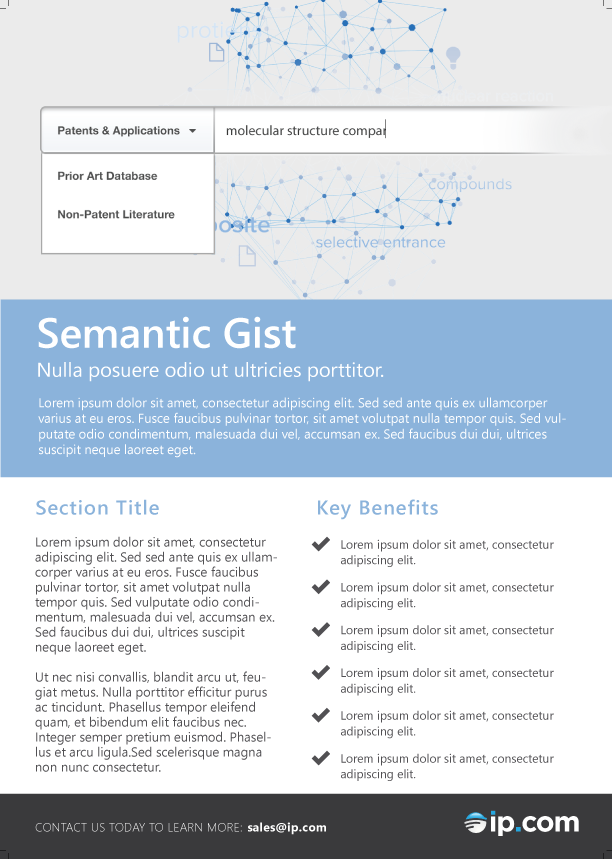 Patents & Applications
molecular structure compar
Prior Art Database
Non-Patent Literature
compounds
selective entrance
Semantic Gist
Nulla posuere odio ut ultricies porttitor.
Lorem ipsum dolor sit amet, consectetur adipiscing elit. Sed sed ante quis ex ullamcorper
varius at eu eros. Fusce faucibus pulvinar tortor, sit amet volutpat nulla tempor quis. Sed vul-
putate odio condimentum, malesuada dui vel, accumsan ex. Sed faucibus dui dui, ultrices
suscipit neque laoreet eget.
Section Title
Lorem ipsum dolor sit amet, consectetur
adipiscing elit. Sed sed ante quis ex ullam-
corper varius at eu eros. Fusce faucibus
pulvinar tortor, sit amet volutpat nulla
tempor quis. Sed vulputate odio condi-
mentum, malesuada dui vel, accumsan ex.
Sed faucibus dui dui, ultrices suscipit
neque laoreet eget.
Ut nec nisi convallis, blandit arcu ut, feu-
giat metus. Nulla porttitor efficitur purus
ac tincidunt. Phasellus tempor eleifend
quam, et bibendum elit faucibus nec.
Integer semper pretium euismod. Phasel-
lus et arcu ligula.Sed scelerisque magna
non nunc consectetur.
Key Benefits
Lorem ipsum dolor sit amet, consectetur
adipiscing elit.
Lorem ipsum dolor sit amet, consectetur
adipiscing elit.
Lorem ipsum dolor sit amet, consectetur
adipiscing elit.
Lorem ipsum dolor sit amet, consectetur
adipiscing elit.
Lorem ipsum dolor sit amet, consectetur
adipiscing elit.
Lorem ipsum dolor sit amet, consectetur
adipiscing elit.
CONTACT US TODAY TO LEARN MORE: sales@ip.com
ip.com